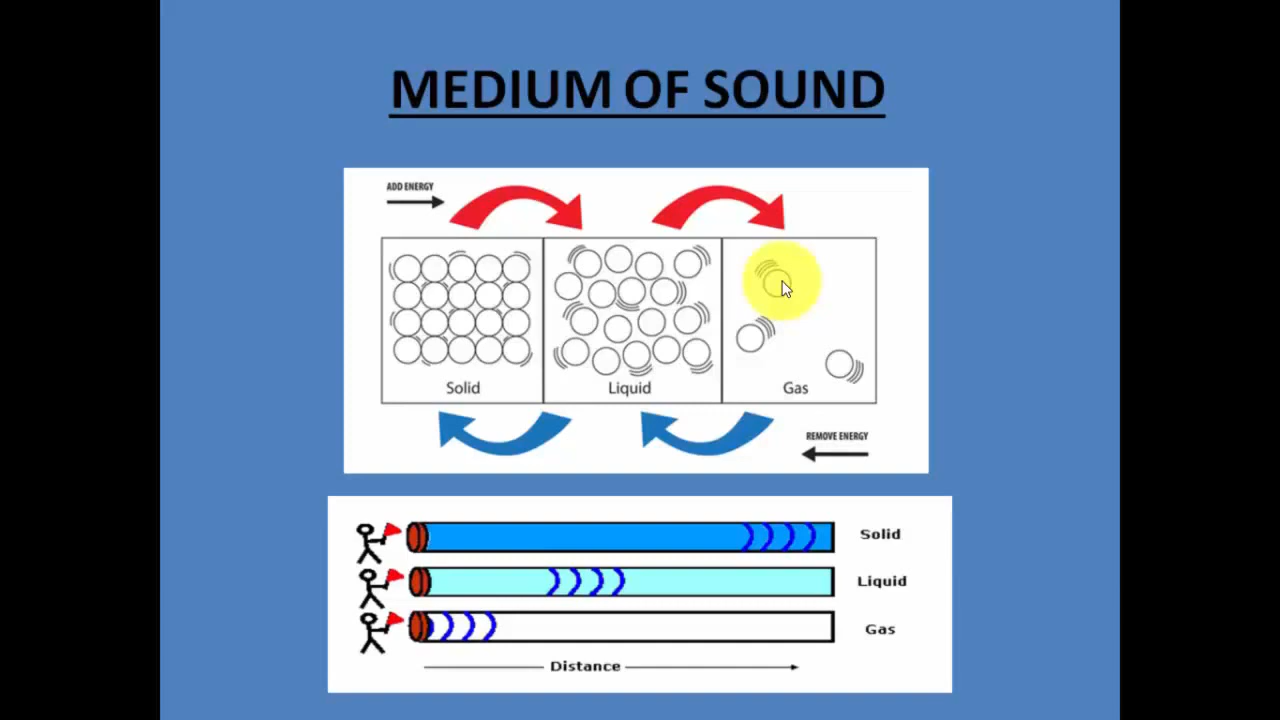 MEDIUM OF SOUND
ADD ENERGY
Solid
Liquid
Gas
REMOVE ENERGY
Solid
Liquid
Gas
Distance